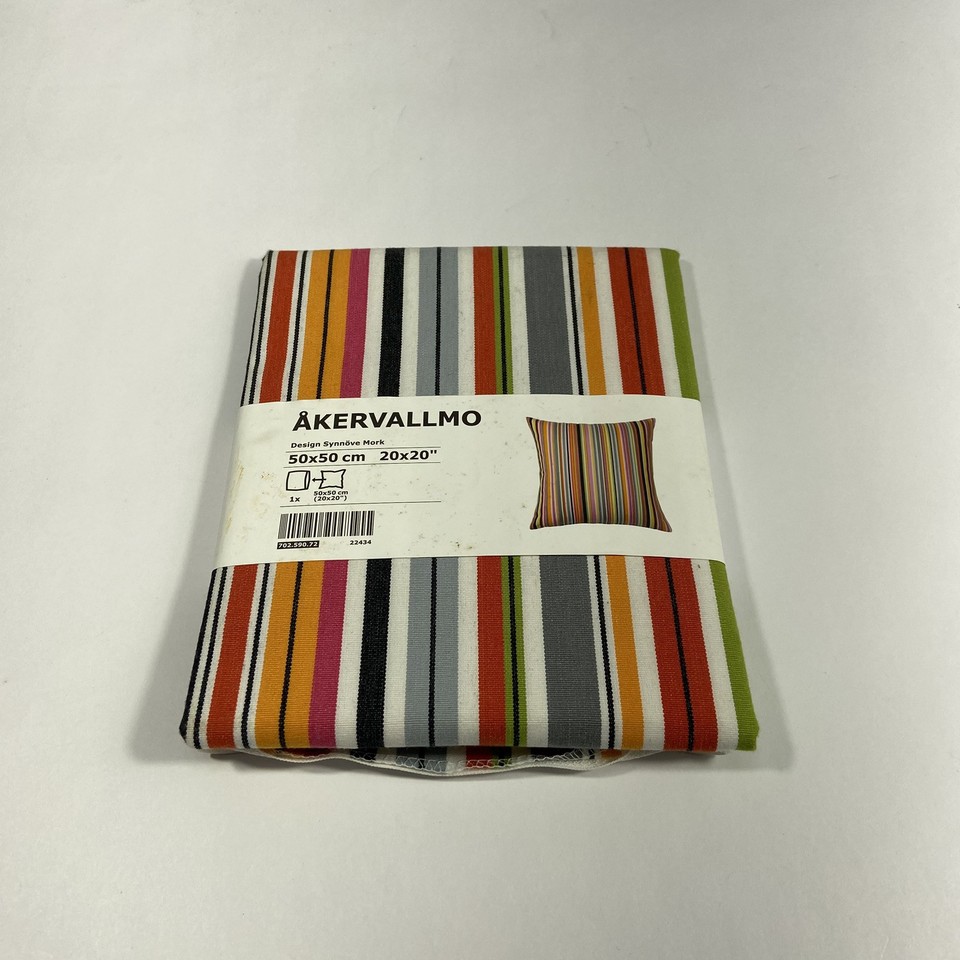 ÅKERVALLMO
Design Synnöve Mork
50x50 cm 20x20"
1x
50x50 cm
(20x20")
702.590.72 22434